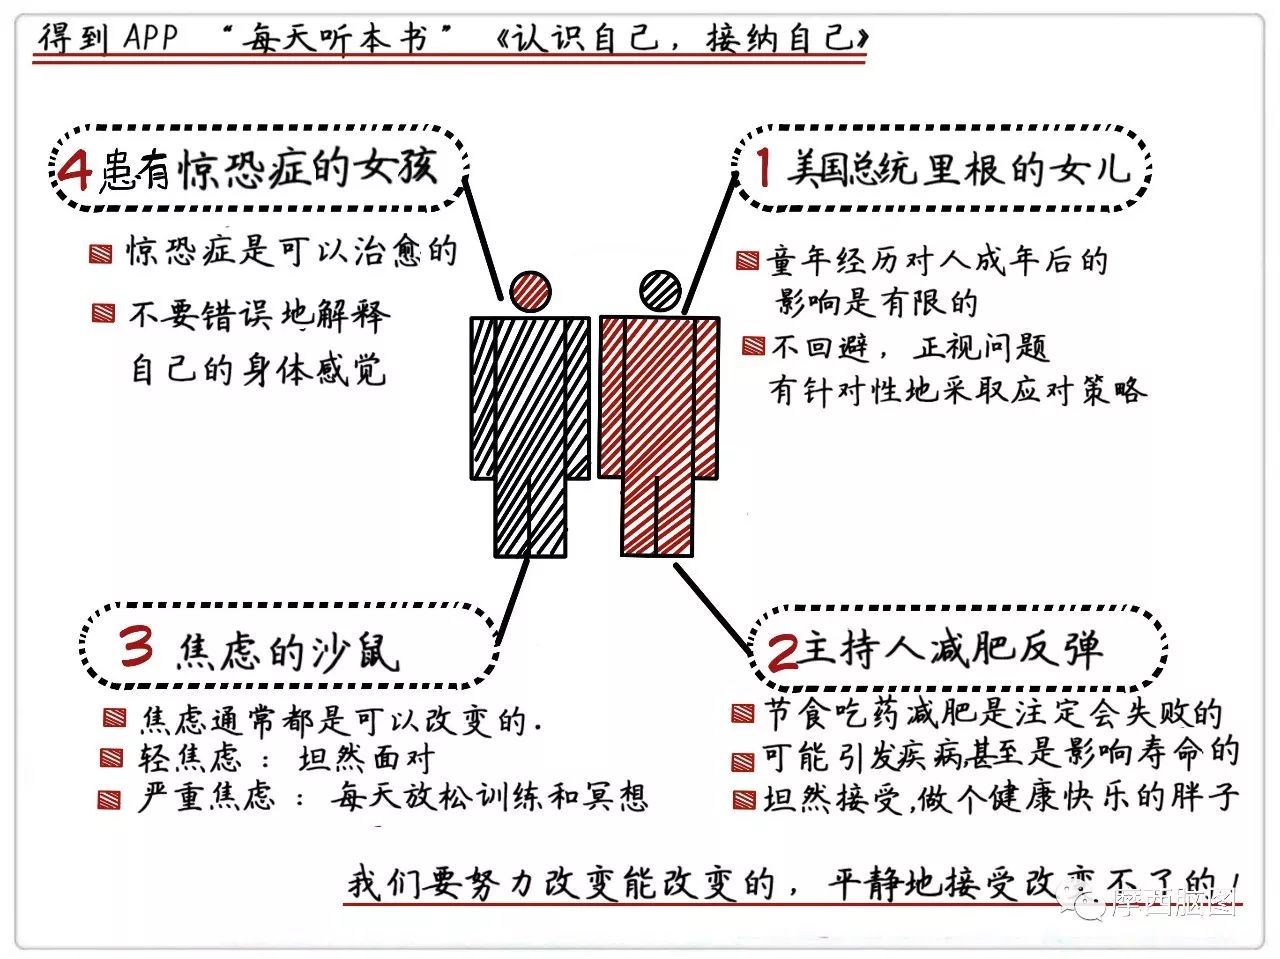 得到 APP “每天听本书” 《认识自己，接纳自己》
1 美国总统里根的女儿
童年经历对人成年后的
影响是有限的
不回避，正视问题
有针对性地采取应对策略
2 主持人减肥反弹
节食吃药减肥是注定会失败的
可能引发疾病,甚至是影响寿命的
坦然接受,做个健康快乐的胖子
3 焦虑的沙鼠
焦虑通常都是可以改变的.
轻焦虑：坦然面对
严重焦虑：每天放松训练和冥想
4 患有惊恐症的女孩
惊恐症是可以治愈的
不要错误地解释
自己的身体感觉
我们要努力改变能改变的，平静地接受改变不了的！
摩西脑图